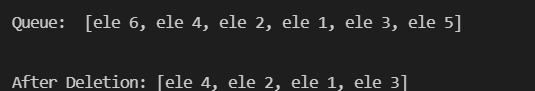 Queue:  [ele 6, ele 4, ele 2, ele 1, ele 3, ele 5]
After Deletion: [ele 4, ele 2, ele 1, ele 3]